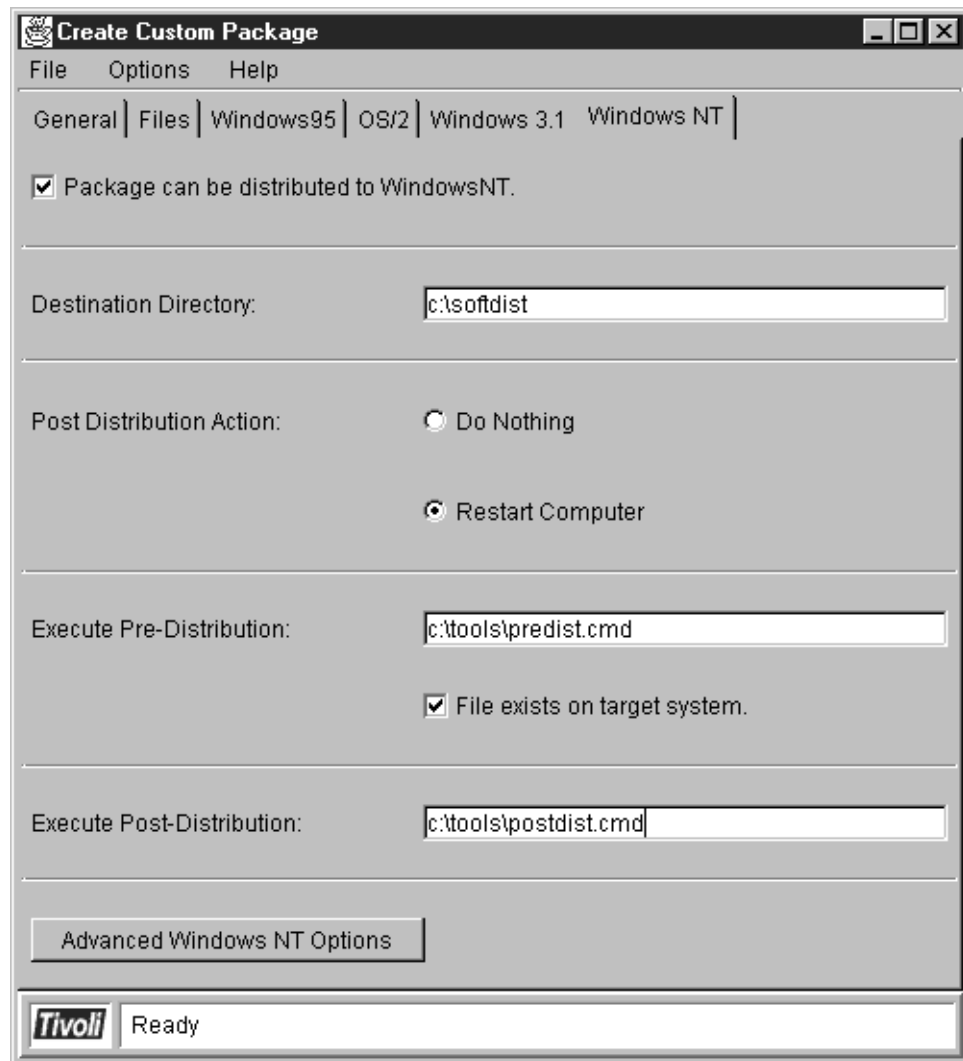 Create Custom Package
File Options Help
General Files Windows95 OS/2 Windows 3.1 Windows NT
Package can be distributed to WindowsNT.
Destination Directory: c:\softdist
Post Distribution Action: Do Nothing
Restart Computer
Execute Pre-Distribution: c:\tools\predist.cmd
File exists on target system.
Execute Post-Distribution: c:\tools\postdist.cmd
Advanced Windows NT Options
Tivoli Ready